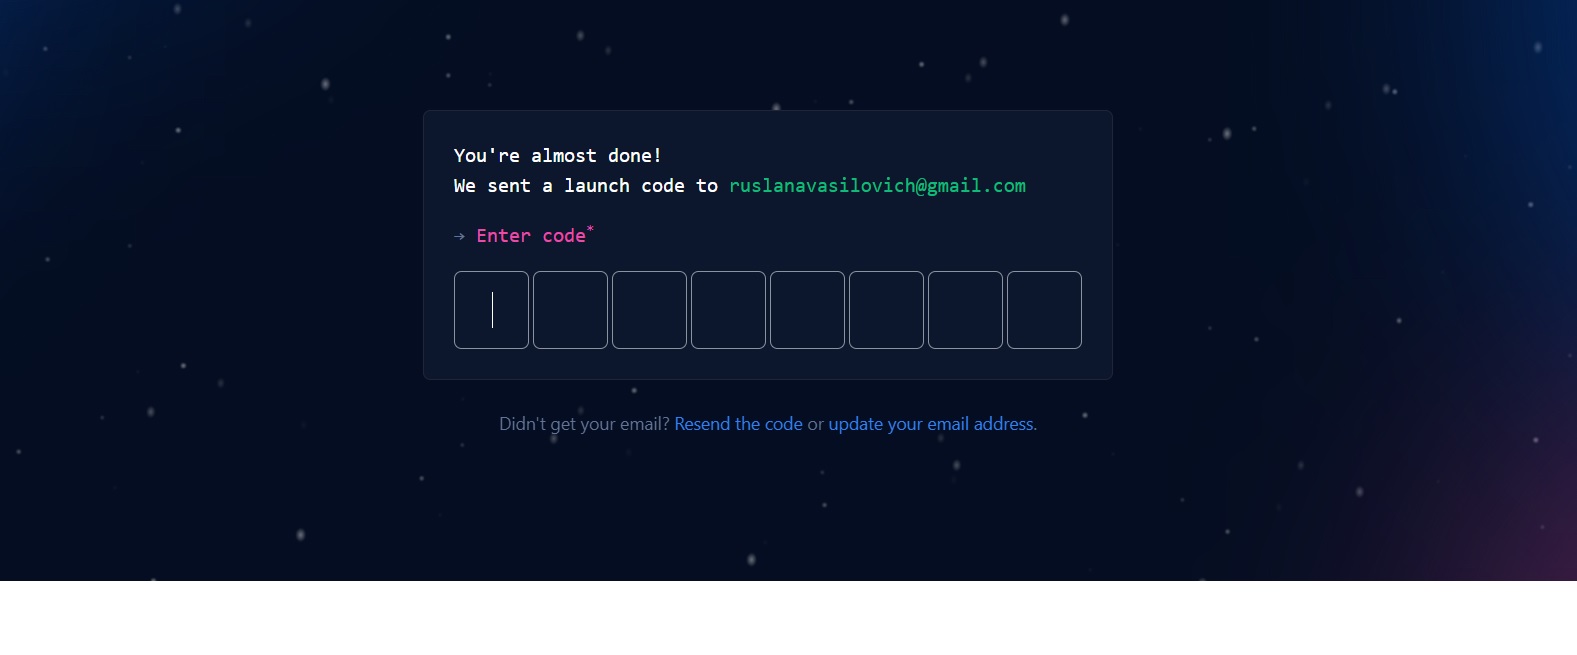 You're almost done!
We sent a launch code to ruslanavasilovich@gmail.com
→ Enter code*
Didn't get your email? Resend the code or update your email address.